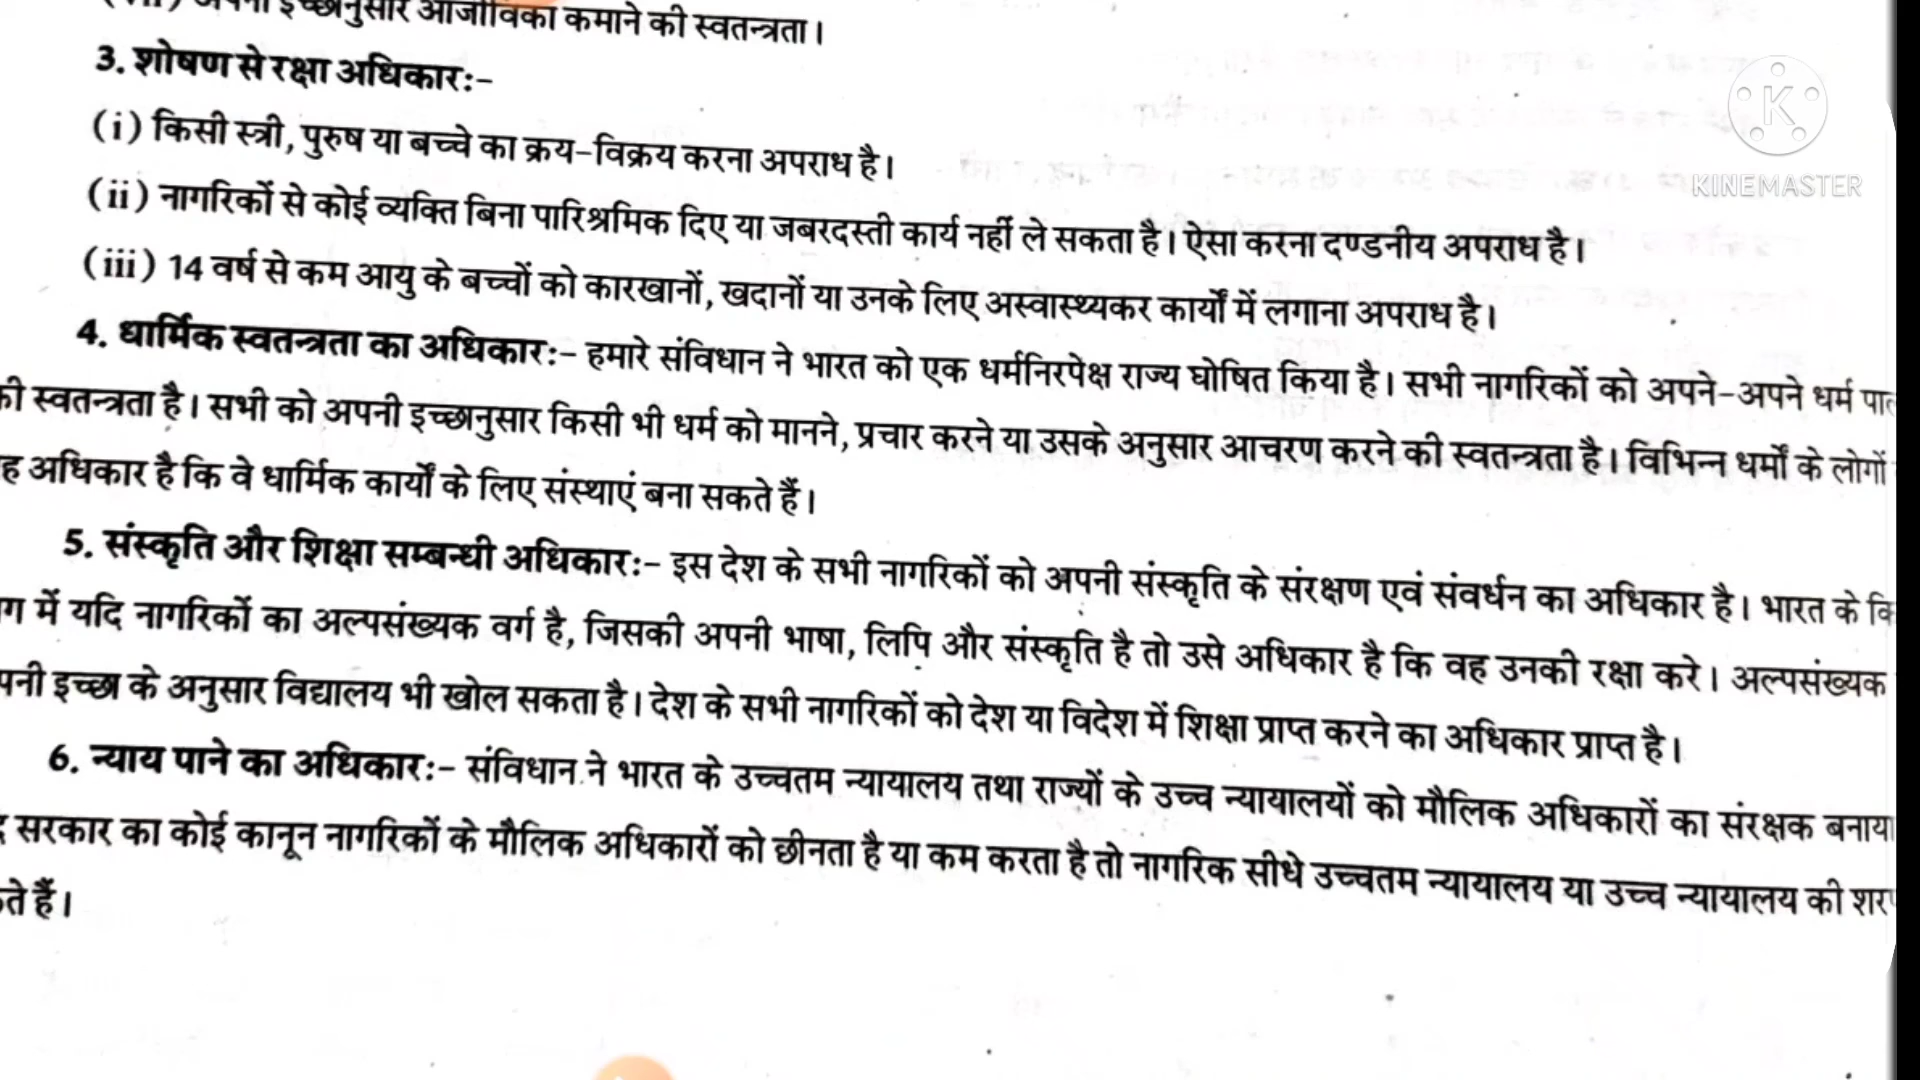 अपनी इच्छानुसार आजीविका कमाने की स्वतन्त्रता।
3. शोषण से रक्षा अधिकारः-
(i) किसी स्त्री, पुरुष या बच्चे का क्रय-विक्रय करना अपराध है।
(ii) नागरिकों से कोई व्यक्ति बिना पारिश्रमिक दिए या जबरदस्ती कार्य नहीं ले सकता है। ऐसा करना दण्डनीय अपराध है।
(iii) 14 वर्ष से कम आयु के बच्चों को कारखानों, खदानों या उनके लिए अस्वास्थ्यकर कार्यों में लगाना अपराध है।
4. धार्मिक स्वतन्त्रता का अधिकारः- हमारे संविधान ने भारत को एक धर्मनिरपेक्ष राज्य घोषित किया है। सभी नागरिकों को अपने-अपने धर्म
की स्वतन्त्रता है। सभी को अपनी इच्छानुसार किसी भी धर्म को मानने, प्रचार करने या उसके अनुसार आचरण करने की स्वतन्त्रता है। विभिन्न धर्मों के लोगों
अधिकार है कि वे धार्मिक कार्यों के लिए संस्थाएं बना सकते हैं।
5. संस्कृति और शिक्षा सम्बन्धी अधिकारः- इस देश के सभी नागरिकों को अपनी संस्कृति के संरक्षण एवं संवर्धन का अधिकार है। भारत के
में यदि नागरिकों का अल्पसंख्यक वर्ग है, जिसकी अपनी भाषा, लिपि और संस्कृति है तो उसे अधिकार है कि वह उनकी रक्षा करे। अल्पसंख्यक
इच्छा के अनुसार विद्यालय भी खोल सकता है। देश के सभी नागरिकों को देश या विदेश में शिक्षा प्राप्त करने का अधिकार प्राप्त है।
6. न्याय पाने का अधिकारः- संविधान ने भारत के उच्चतम न्यायालय तथा राज्यों के उच्च न्यायालयों को मौलिक अधिकारों का संरक्षक बनाया
सरकार का कोई कानून नागरिकों के मौलिक अधिकारों को छीनता है या कम करता है तो नागरिक सीधे उच्चतम न्यायालय या उच्च न्यायालय की
हैं।
K
KINEMASTER